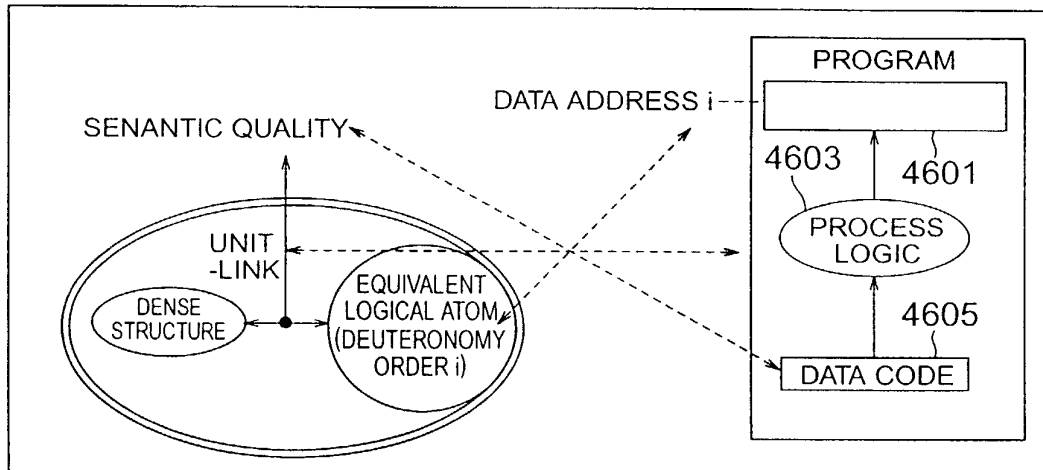 PROGRAM
DATA ADDRESS i
SENANTIC QUALITY
4603
4601
UNIT
-LINK
PROCESS
LOGIC
EQUIVALENT
LOGICAL ATOM
(DEUTERONOMY
ORDER i)
DENSE
STRUCTURE
4605
DATA CODE